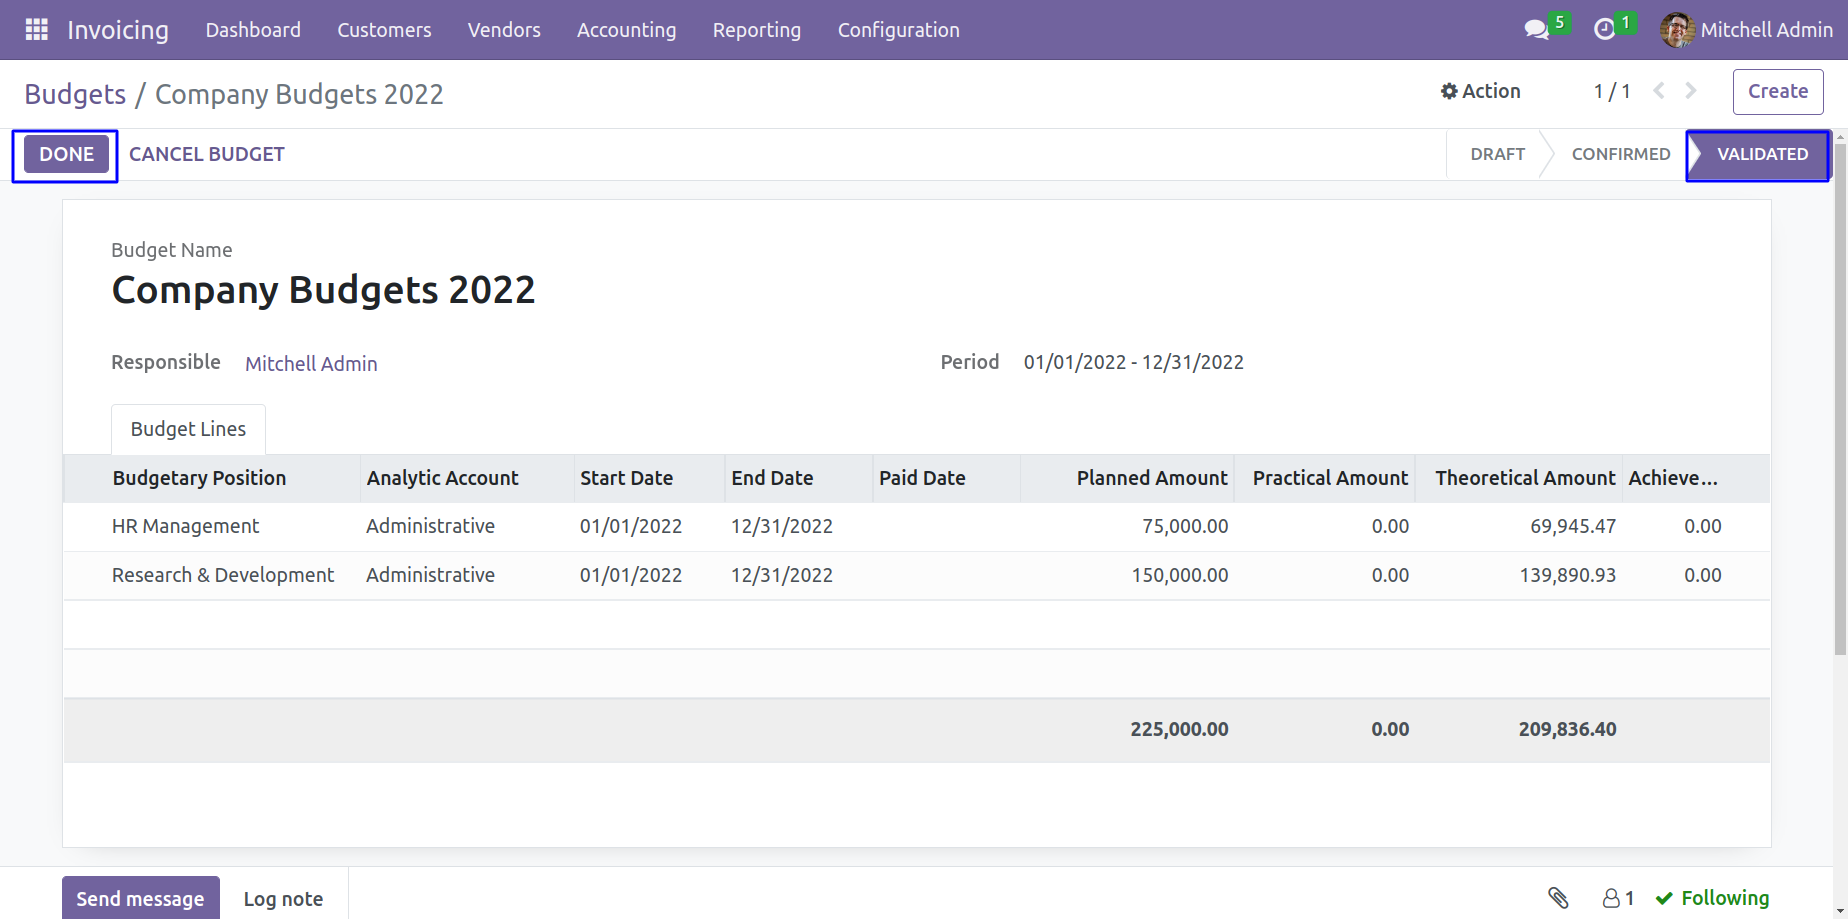 Invoicing Dashboard Customers Vendors Accounting Reporting Configuration 5 1 Mitchell Admin
Budgets / Company Budgets 2022 Action 1 / 1 Create
DONE CANCEL BUDGET DRAFT CONFIRMED VALIDATED
Budget Name
Company Budgets 2022
Responsible Mitchell Admin Period 01/01/2022 - 12/31/2022
Budget Lines
Budgetary Position Analytic Account Start Date End Date Paid Date Planned Amount Practical Amount Theoretical Amount Achieve...
HR Management Administrative 01/01/2022 12/31/2022 75,000.00 0.00 69,945.47 0.00
Research & Development Administrative 01/01/2022 12/31/2022 150,000.00 0.00 139,890.93 0.00
225,000.00 0.00 209,836.40
Send message Log note 1 Following